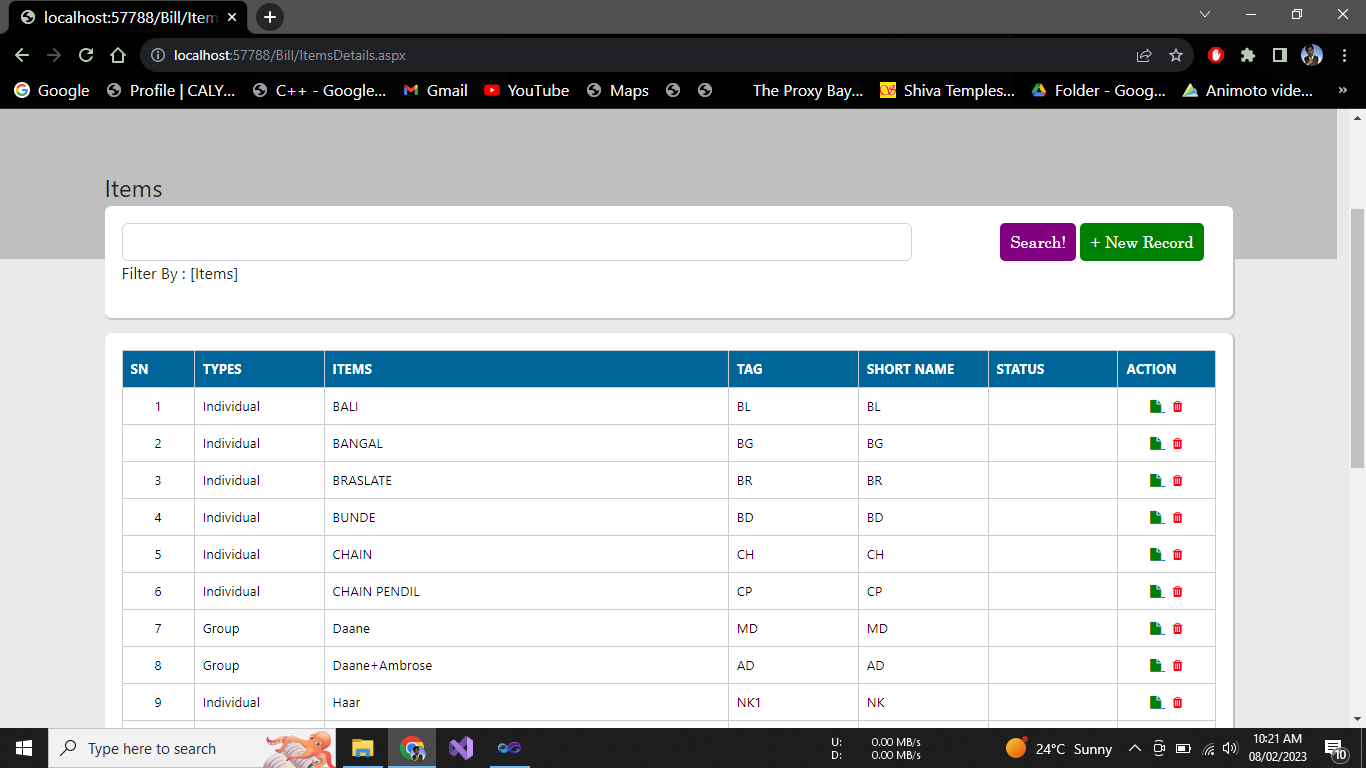 localhost:57788/Bill/Item
localhost:57788/Bill/ItemsDetails.aspx
Google Profile | CALY... C++ - Google... Gmail YouTube Maps The Proxy Bay... Shiva Temples... Folder - Goog... Animoto vide... »
Items
Search! + New Record
Filter By : [Items]
SN TYPES ITEMS TAG SHORT NAME STATUS ACTION
1 Individual BALI BL BL
2 Individual BANGAL BG BG
3 Individual BRASLATE BR BR
4 Individual BUNDE BD BD
5 Individual CHAIN CH CH
6 Individual CHAIN PENDIL CP CP
7 Group Daane MD MD
8 Group Daane+Ambrose AD AD
9 Individual Haar NK1 NK
Type here to search
U: 0.00 MB/s
D: 0.00 MB/s
24°C Sunny
10:21 AM
08/02/2023
10